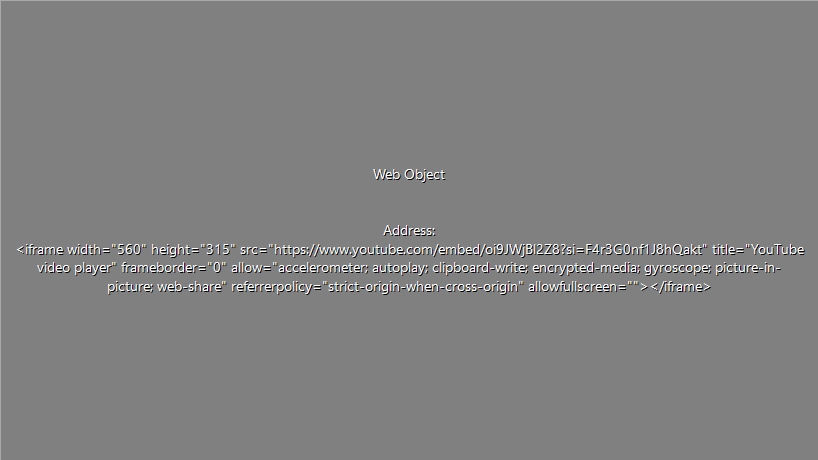 Web Object
Address:
<iframe width="560" height="315" src="https://www.youtube.com/embed/oi9JWjBl2Z8?si=F4r3G0nf1J8hQakt" title="YouTube
video player" frameborder="0" allow="accelerometer; autoplay; clipboard-write; encrypted-media; gyroscope; picture-in-
picture; web-share" referrerpolicy="strict-origin-when-cross-origin" allowfullscreen=""></iframe>